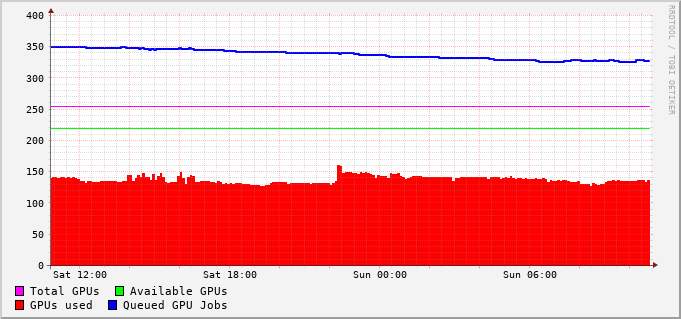 400
350
300
250
200
150
100
50
0
Sat 12:00 Sat 18:00 Sun 00:00 Sun 06:00
Total GPUs Available GPUs
GPUs used Queued GPU Jobs
RRDTOOL / TOBI OETIKER